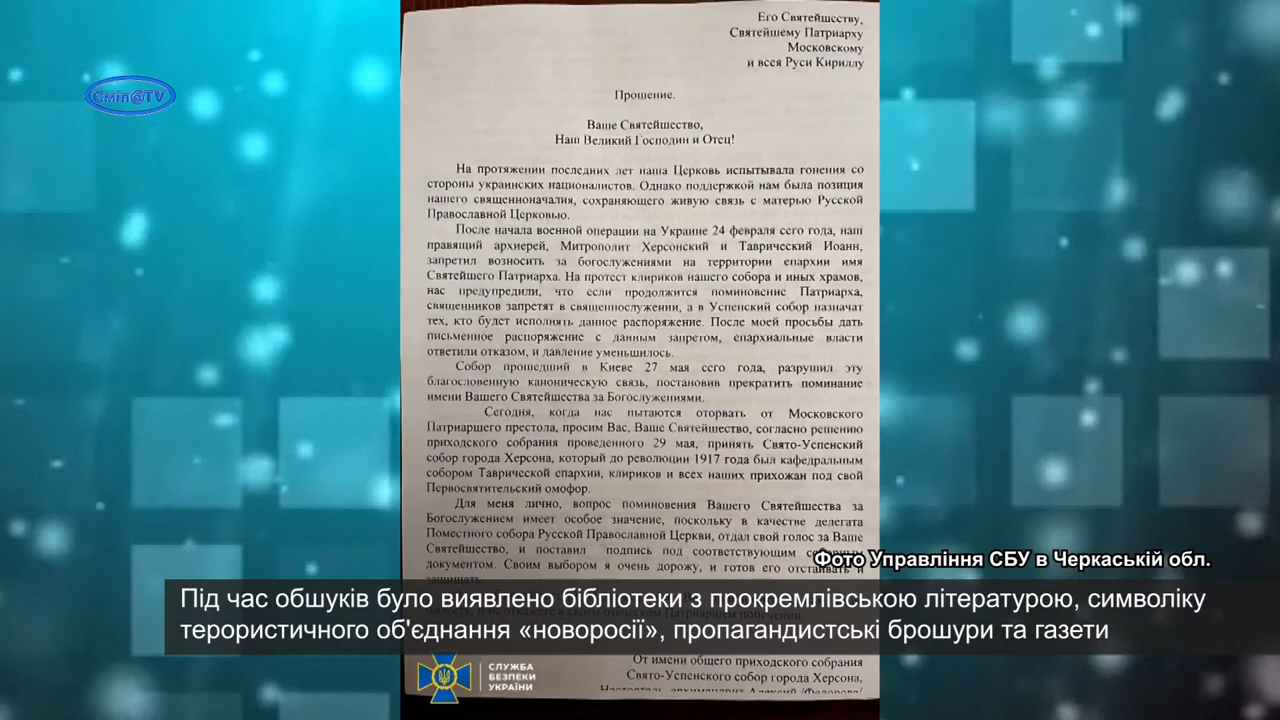 Его Святейшеству,
Святейшему Патриарху
Московскому
и всея Руси Кириллу
Сміл@TV
Прошение.
Ваше Святейшество,
Наш Великий Господин и Отец!
На протяжении последних лет наша Церковь испытывала гонения со
стороны украинских националистов. Однако поддержкой нам была позиция
нашего священноначалия, сохраняющего живую связь с матерью Русской
Православной Церковью.
После начала военной операции на Украине 24 февраля сего года, наш
правящий архиерей, Митрополит Херсонский и Таврический Иоанн,
запретил возносить за богослужениями на территории епархии имя
Святейшего Патриарха. На протест клириков нашего собора и иных храмов,
нас предупредили, что если продолжится поминовение Патриарха,
священников запретят в священнослужении, а в Успенский собор назначат
тех, кто будет исполнять данное распоряжение. После моей просьбы дать
письменное распоряжение с данным запретом, епархиальные власти
ответили отказом, и давление уменьшилось.
Собор прошедший в Киеве 27 мая сего года, разрушил эту
благословенную каноническую связь, постановив прекратить поминание
имени Вашего Святейшества за Богослужениями.
Сегодня, когда нас пытаются оторвать от Московского
Патриаршего престола, просим Вас, Ваше Святейшество, согласно решению
приходского собрания проведенного 29 мая, принять Свято-Успенский
собор города Херсона, который до революции 1917 года был кафедральным
собором Таврической епархии, клириков и всех наших прихожан под свой
Первосвятительский омофор.
Для меня лично, вопрос поминовения Вашего Святейшества за
Богослужением имеет особое значение, поскольку в качестве делегата
Поместного собора Русской Православной Церкви, отдал свой голос за Ваше
Святейшество, и поставил подпись под соответствующим соборным
документом. Своим выбором я очень дорожу, и готов его отстаивать и
защищать.
Фото Управління СБУ в Черкаській обл.
Під час обшуків було виявлено бібліотеки з прокремлівською літературою, символіку
терористичного об'єднання «новоросії», пропагандистські брошури та газети
От имени общего приходского собрания
Свято-Успенского собор города Херсона,
Настоятель архимандрит Алексий /Федоров/
СЛУЖБА
БЕЗПЕКИ
УКРАЇНИ